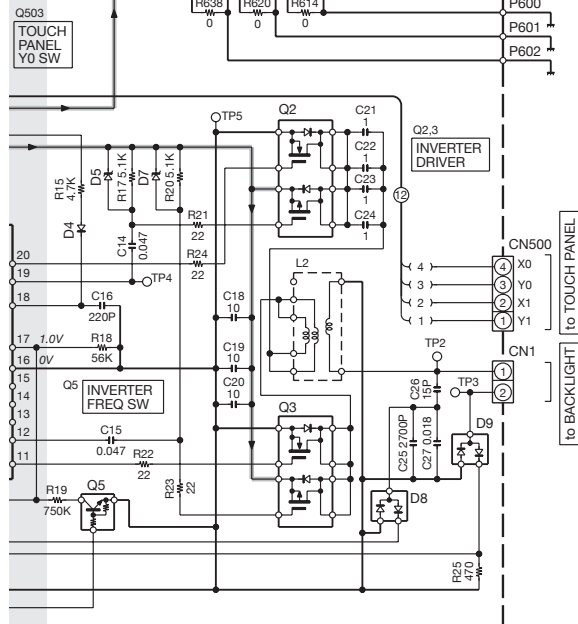 Q503
TOUCH
PANEL
Y0 SW
R638
0
R620
0
R614
0
P600
P601
P602
TP5
Q2
C21
1
C22
1
C23
1
C24
1
Q2,3
INVERTER
DRIVER
12
R15
4.7K
D5
R17 5.1K
D7
R20 5.1K
D4
C14
0.047
R21
22
R24
22
TP4
L2
20
19
18
17
16
15
14
13
12
11
1.0V
0V
C16
220P
R18
56K
C18
10
C19
10
C20
10
Q5
INVERTER
FREQ SW
C15
0.047
R22
22
R23
22
Q3
R19
750K
Q5
4
3
2
1
CN500
4 X0
3 Y0
2 X1
1 Y1
to TOUCH PANEL
TP2
CN1
1
2
to BACKLIGHT
C26
15P
TP3
C25 2700P
C27 0.018
D9
D8
R25
470